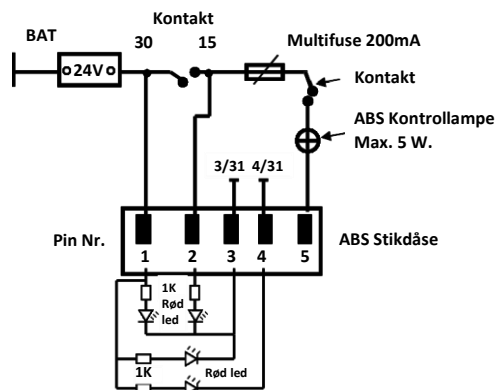 Kontakt
BAT
30
15
Multifuse 200mA
24V
Kontakt
ABS Kontrollampe
Max. 5 W.
3/31
4/31
Pin Nr.
ABS Stikdåse
1
2
3
4
5
1K
Rød
led
1K
Rød led